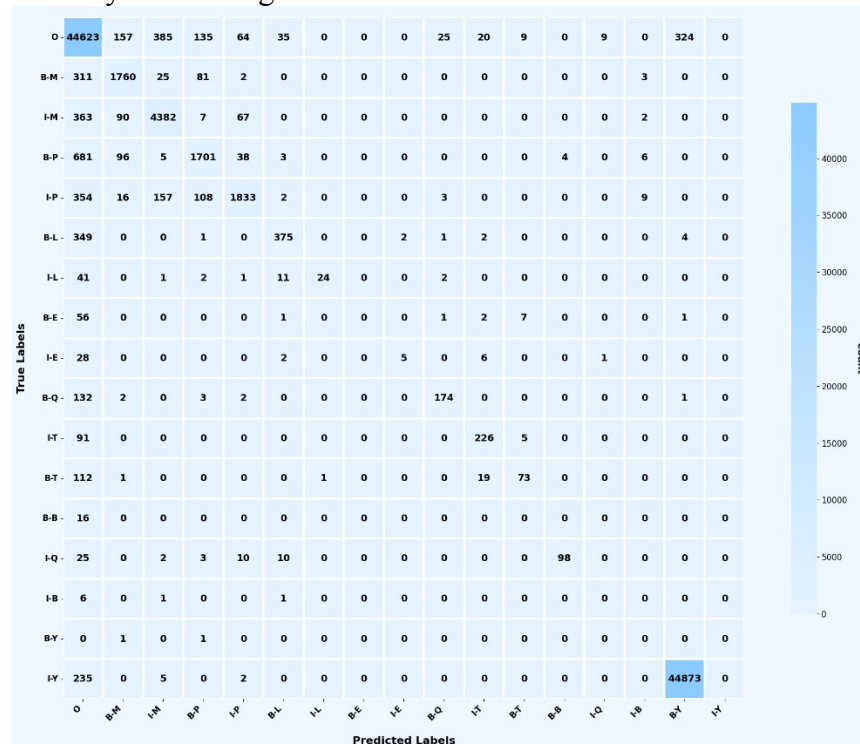 O 44623 157 385 135 64 35 0 0 0 25 20 9 0 9 0 324 0
B-M 311 1760 25 81 2 0 0 0 0 0 0 0 0 0 3 0 0
I-M 363 90 4382 7 67 0 0 0 0 0 0 0 0 0 2 0 0
B-P 681 96 5 1701 38 3 0 0 0 0 0 0 4 0 6 0 0
I-P 354 16 157 108 1833 2 0 0 0 3 0 0 0 0 9 0 0
B-L 349 0 0 1 0 375 0 0 2 1 2 0 0 0 0 4 0
I-L 41 0 1 2 1 11 24 0 0 2 0 0 0 0 0 0 0
B-E 56 0 0 0 0 1 0 0 0 1 2 7 0 0 0 1 0
I-E 28 0 0 0 0 2 0 0 5 0 6 0 0 1 0 0 0
B-Q 132 2 0 3 2 0 0 0 0 174 0 0 0 0 0 1 0
I-T 91 0 0 0 0 0 0 0 0 0 226 5 0 0 0 0 0
B-T 112 1 0 0 0 0 1 0 0 0 19 73 0 0 0 0 0
B-B 16 0 0 0 0 0 0 0 0 0 0 0 0 0 0 0 0
I-Q 25 0 2 3 10 10 0 0 0 0 0 0 98 0 0 0 0
I-B 6 0 1 0 0 1 0 0 0 0 0 0 0 0 0 0 0
B-Y 0 1 0 1 0 0 0 0 0 0 0 0 0 0 0 0 0
I-Y 235 0 5 0 2 0 0 0 0 0 0 0 0 0 0 44873 0
O B-M I-M B-P I-P B-L I-L B-E I-E B-Q I-T B-T B-B I-Q I-B B-Y I-Y
Predicted Labels
True Labels
40000
35000
30000
25000
20000
15000
10000
5000
0